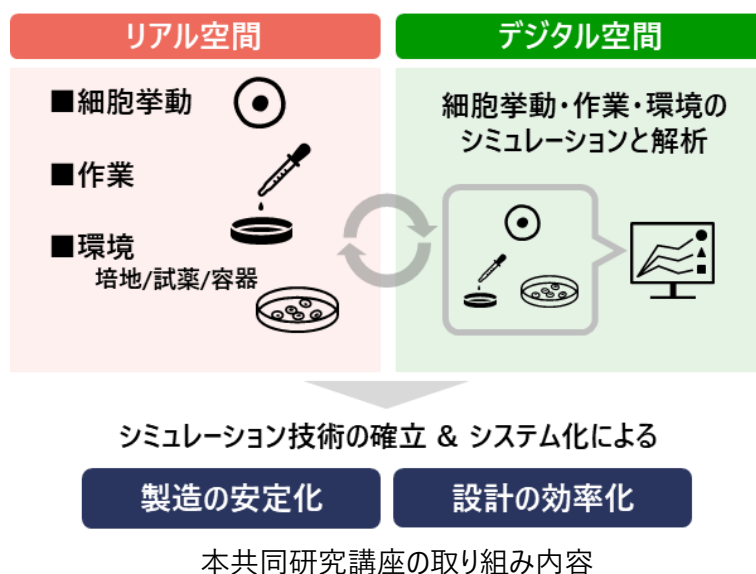 リアル空間
■細胞挙動
■作業
■環境
培地/試薬/容器
デジタル空間
細胞挙動・作業・環境の
シミュレーションと解析
シミュレーション技術の確立 & システム化による
製造の安定化
設計の効率化
本共同研究講座の取り組み内容